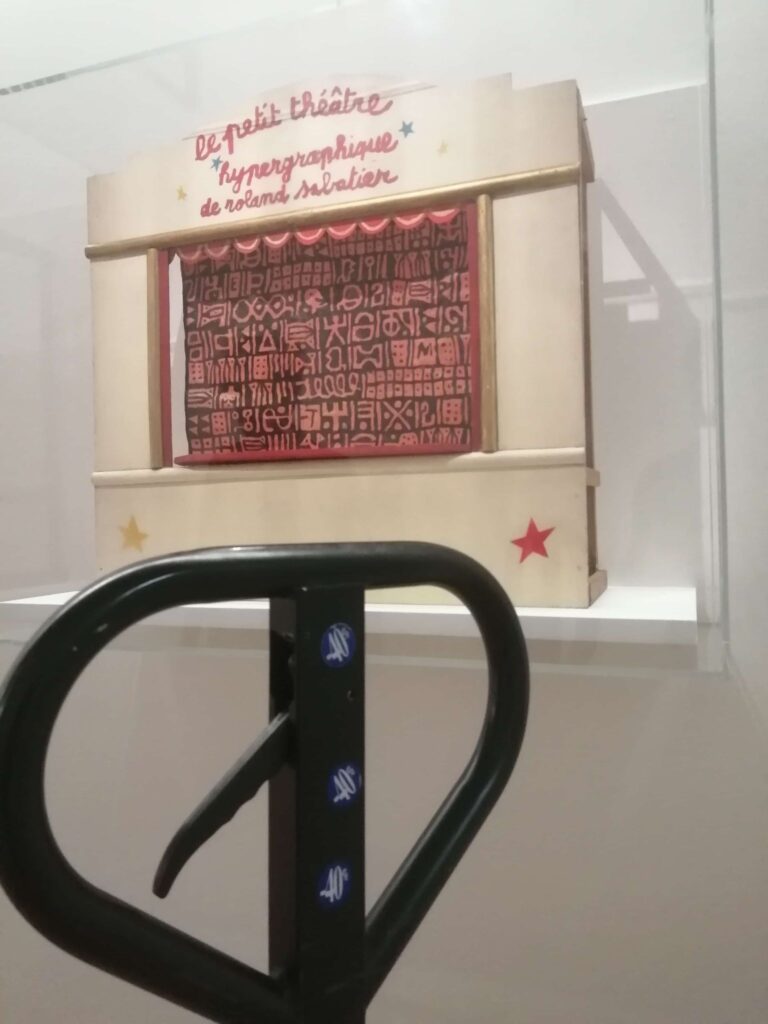 le petit théâtre
hypergraphique
de roland sabatier